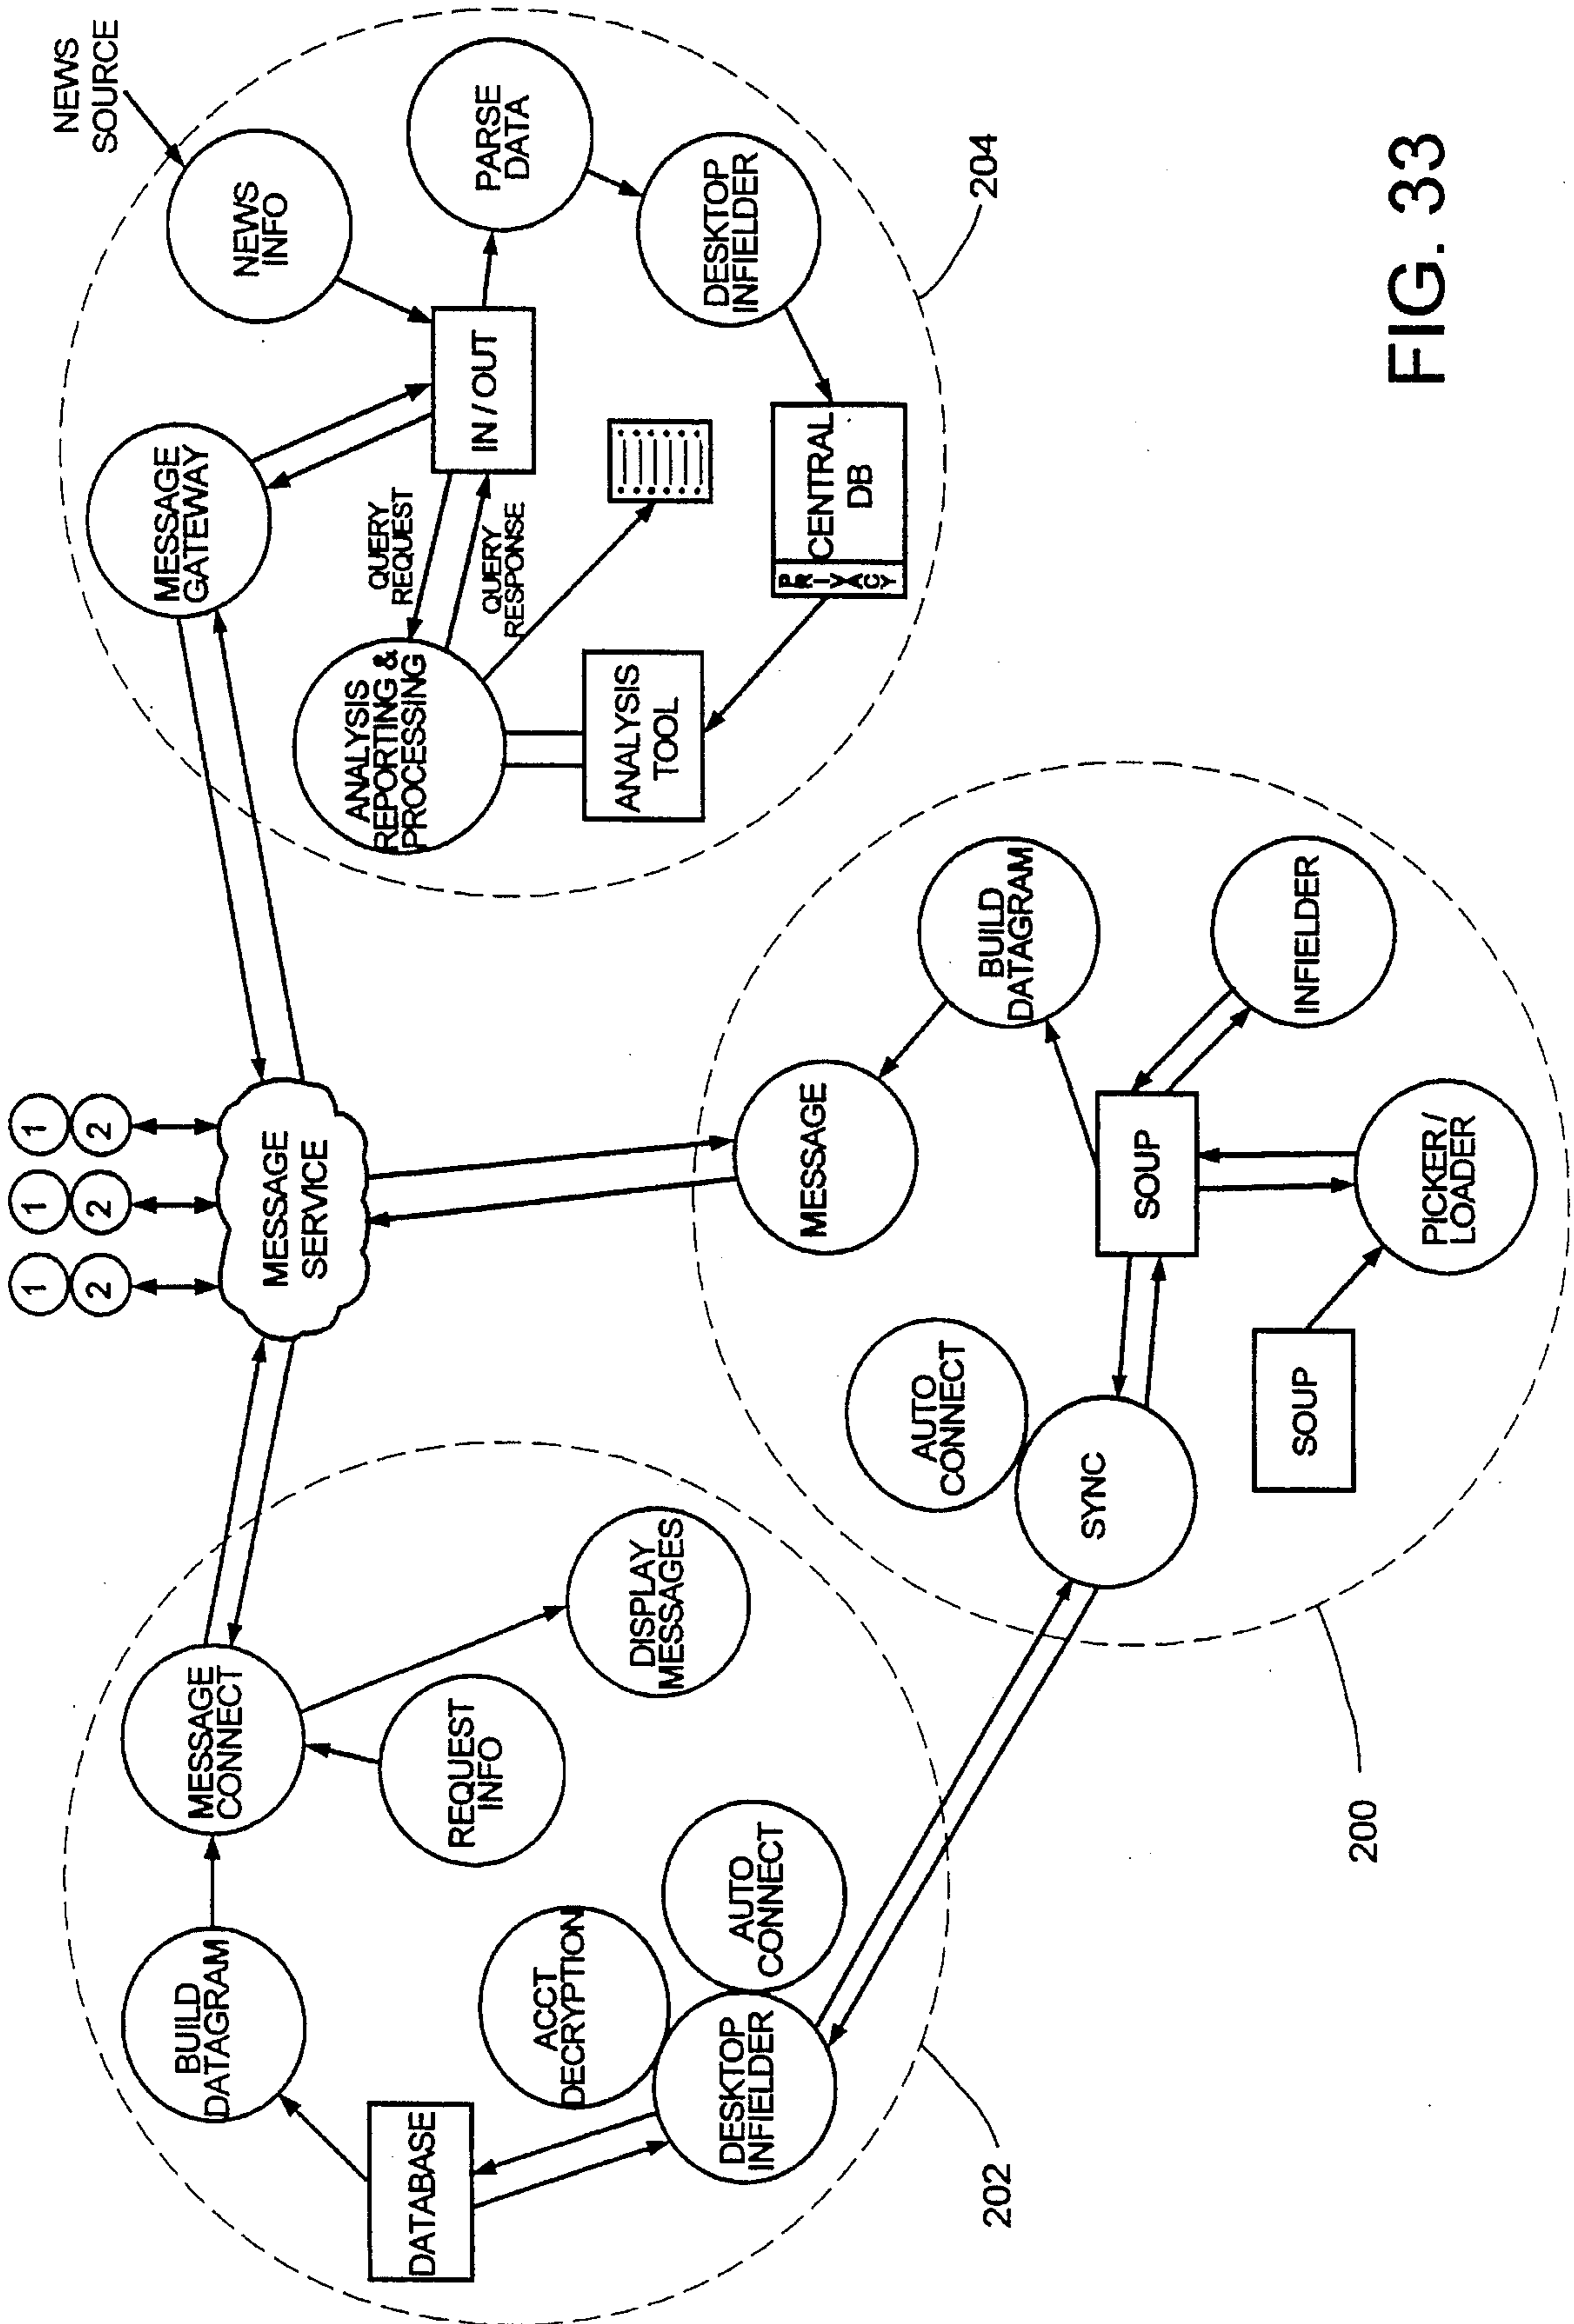 1
2
1
2
1
2
MESSAGE
SERVICE
BUILD
DATAGRAM
MESSAGE
CONNECT
REQUEST
INFO
DISPLAY
MESSAGES
DATABASE
ACCT
DECRYPTION
AUTO
CONNECT
DESKTOP
INFIELDER
202
MESSAGE
GATEWAY
NEWS
SOURCE
NEWS
INFO
IN / OUT
PARSE
DATA
DESKTOP
INFIELDER
QUERY
REQUEST
QUERY
RESPONSE
ANALYSIS
REPORTING &
PROCESSING
ANALYSIS
TOOL
PRIVACY
CENTRAL
DB
204
MESSAGE
BUILD
DATAGRAM
AUTO
CONNECT
SYNC
SOUP
INFIELDER
SOUP
PICKER/
LOADER
200
FIG. 33